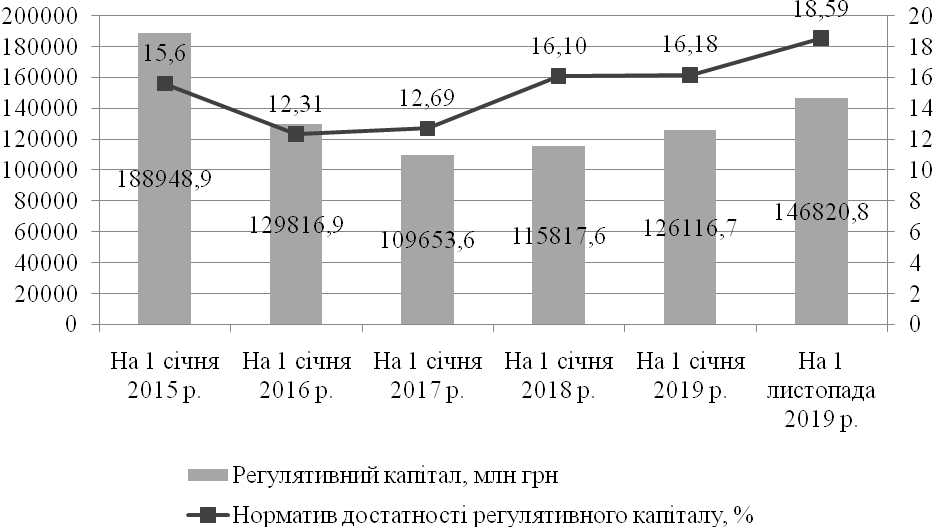 200000
180000
160000
140000
120000
100000
80000
60000
40000
20000
0
15,6
12,31
12,69
16,10
16,18
18,59
188948,9
129816,9
109653,6
115817,6
126116,7
146820,8
20
18
16
14
12
10
8
6
4
2
0
На 1 січня
2015 р.
На 1 січня
2016 р.
На 1 січня
2017 р.
На 1 січня
2018 р.
На 1 січня
2019 р.
На 1
листопада
2019 р.
Регулятивний капітал, млн грн
Норматив достатності регулятивного капіталу, %